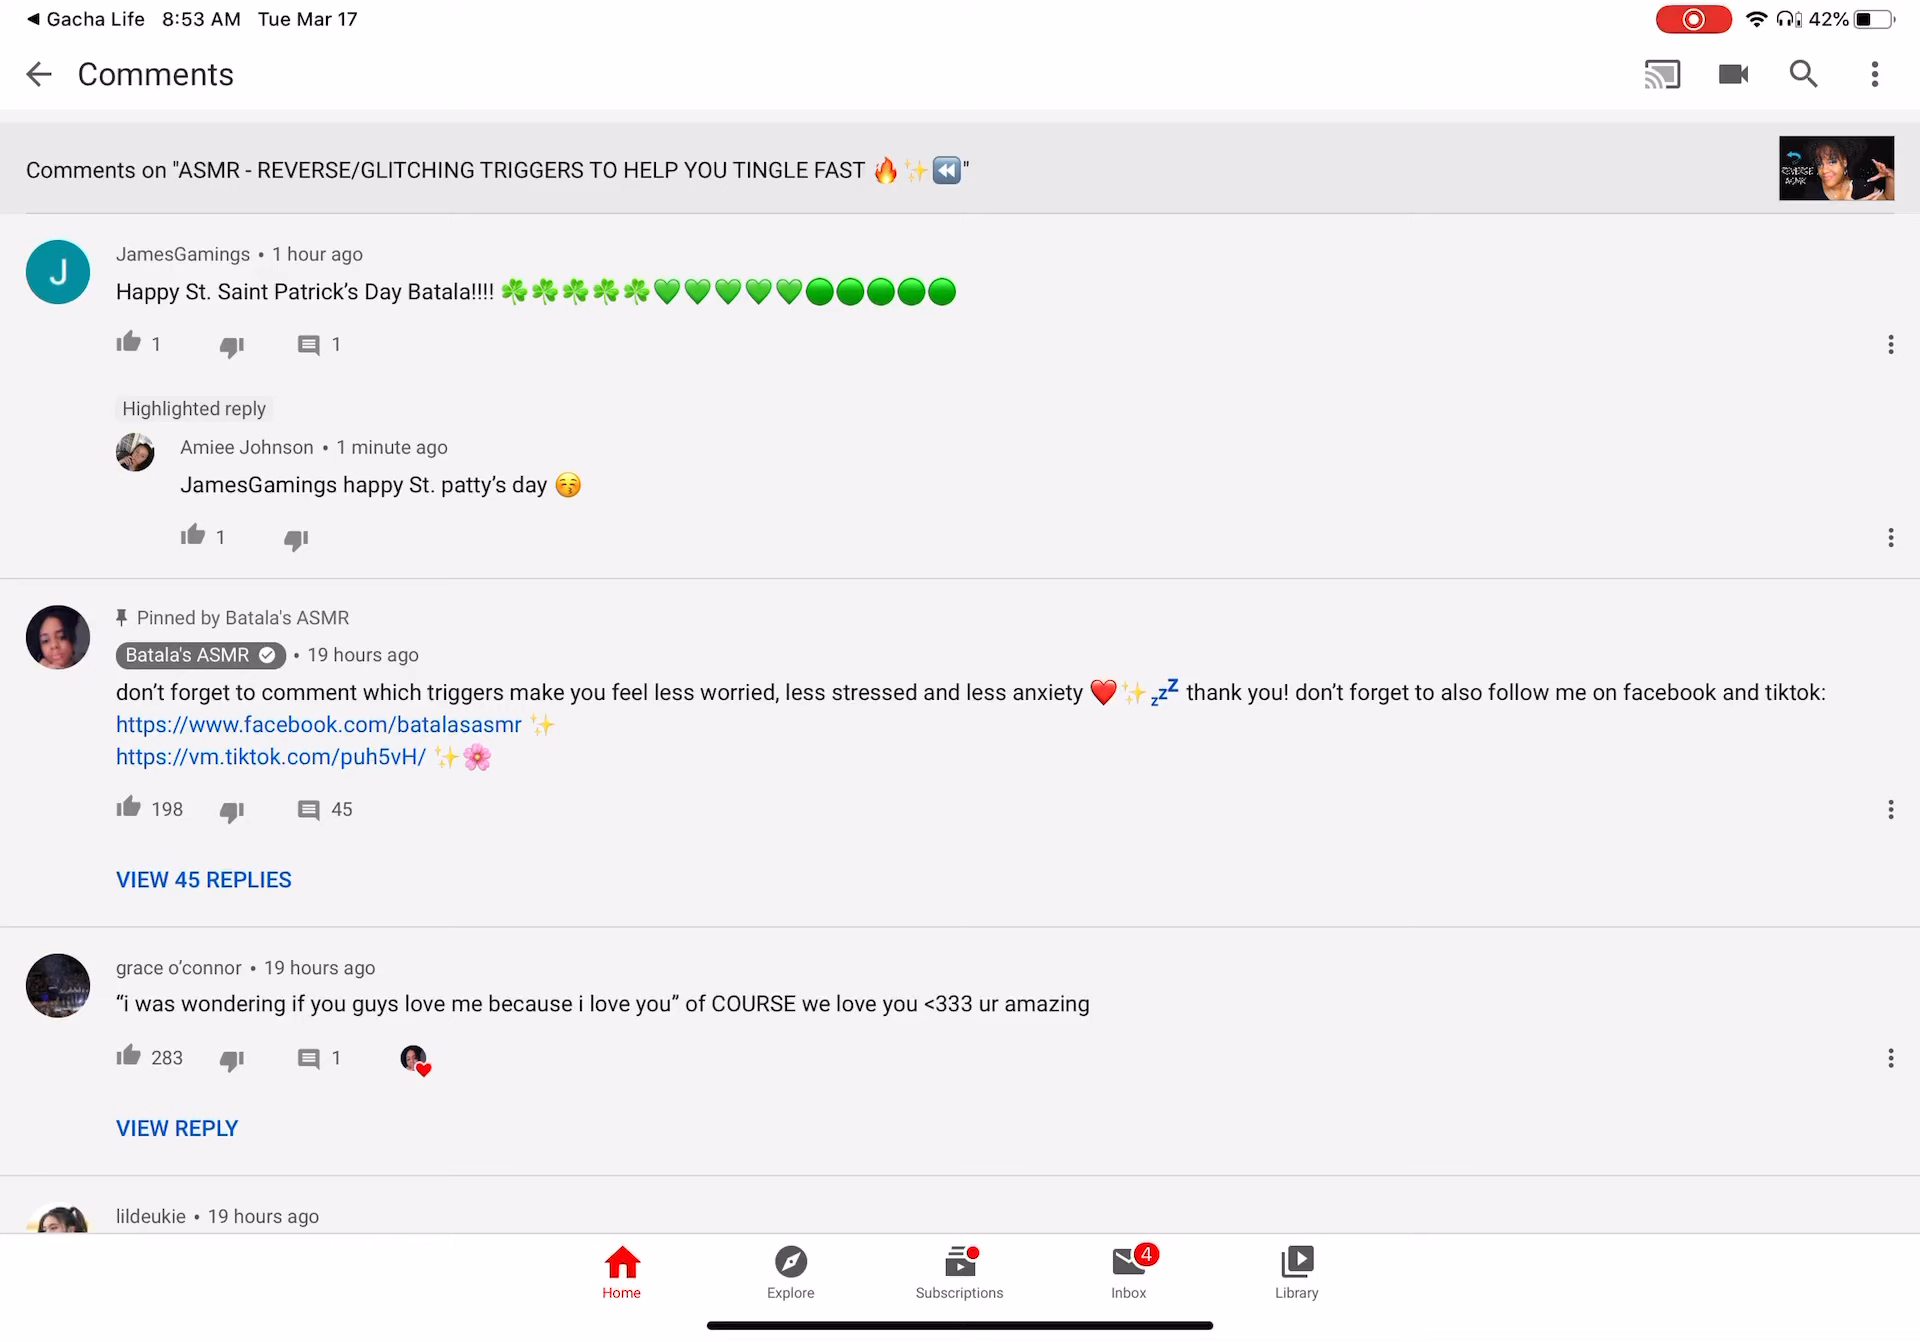 ◀ Gacha Life 8:53 AM Tue Mar 17 42%
Comments
Comments on "ASMR - REVERSE/GLITCHING TRIGGERS TO HELP YOU TINGLE FAST 🔥✨⏪"
REVERSE
ASMR
J
JamesGamings • 1 hour ago
Happy St. Saint Patrick’s Day Batala!!!! ☘️☘️☘️☘️☘️💚💚💚💚💚🟢🟢🟢🟢🟢
1 1
Highlighted reply
Amiee Johnson • 1 minute ago
JamesGamings happy St. patty’s day 😚
1
Pinned by Batala's ASMR
Batala's ASMR • 19 hours ago
don’t forget to comment which triggers make you feel less worried, less stressed and less anxiety ❤️✨💤 thank you! don’t forget to also follow me on facebook and tiktok:
https://www.facebook.com/batalasasmr ✨
https://vm.tiktok.com/puh5vH/ ✨🌸
198 45
VIEW 45 REPLIES
grace o’connor • 19 hours ago
“i was wondering if you guys love me because i love you” of COURSE we love you <333 ur amazing
283 1
VIEW REPLY
lildeukie • 19 hours ago
4
Home Explore Subscriptions Inbox Library